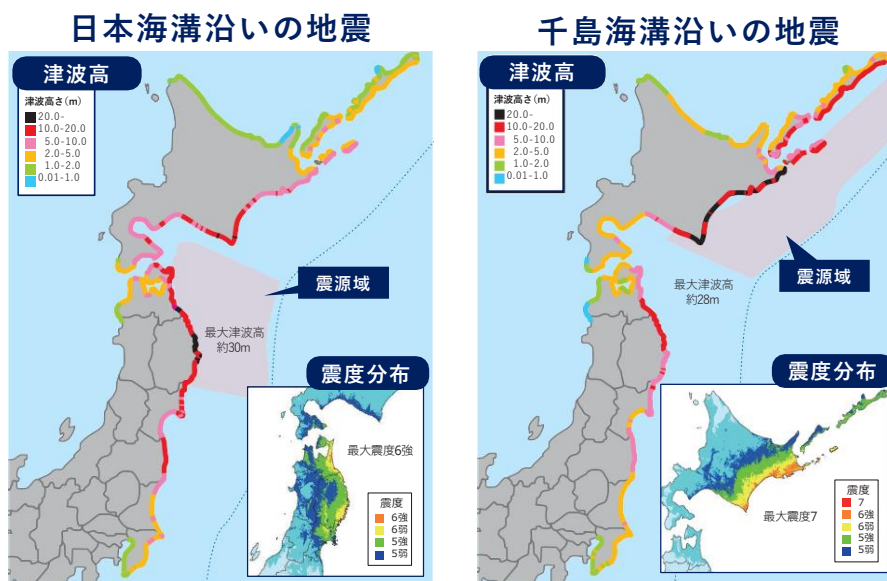 日本海溝沿いの地震
津波高
津波高さ(m)
20.0-
10.0-20.0
5.0-10.0
2.0-5.0
1.0-2.0
0.01-1.0
震源域
最大津波高
約30m
震度分布
最大震度6強
震度
6強
6弱
5強
5弱
千島海溝沿いの地震
津波高
津波高さ(m)
20.0-
10.0-20.0
5.0-10.0
2.0-5.0
1.0-2.0
0.01-1.0
震源域
最大津波高
約28m
震度分布
最大震度7
震度
7
6強
6弱
5強
5弱